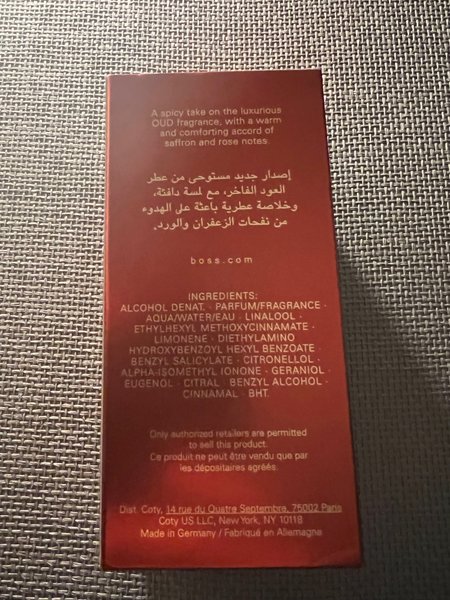 A spicy take on the luxurious
OUD fragrance, with a warm
and comforting accord of
saffron and rose notes.
إصدار جديد مستوحى من عطر
العود الفاخر، مع لمسة دافئة،
وخلاصة عطرية باعثة على الهدوء
من نفحات الزعفران والورد.
boss.com
INGREDIENTS:
ALCOHOL DENAT. · PARFUM/FRAGRANCE ·
AQUA/WATER/EAU · LINALOOL ·
ETHYLHEXYL METHOXYCINNAMATE ·
LIMONENE · DIETHYLAMINO
HYDROXYBENZOYL HEXYL BENZOATE ·
BENZYL SALICYLATE · CITRONELLOL ·
ALPHA-ISOMETHYL IONONE · GERANIOL ·
EUGENOL · CITRAL · BENZYL ALCOHOL ·
CINNAMAL · BHT.
Only authorized retailers are permitted
to sell this product.
Ce produit ne peut être vendu que par
les dépositaires agréés.
Dist. Coty, 14 rue du Quatre Septembre, 75002 Paris
Coty US LLC, New York, NY 10118
Made in Germany / Fabriqué en Allemagne